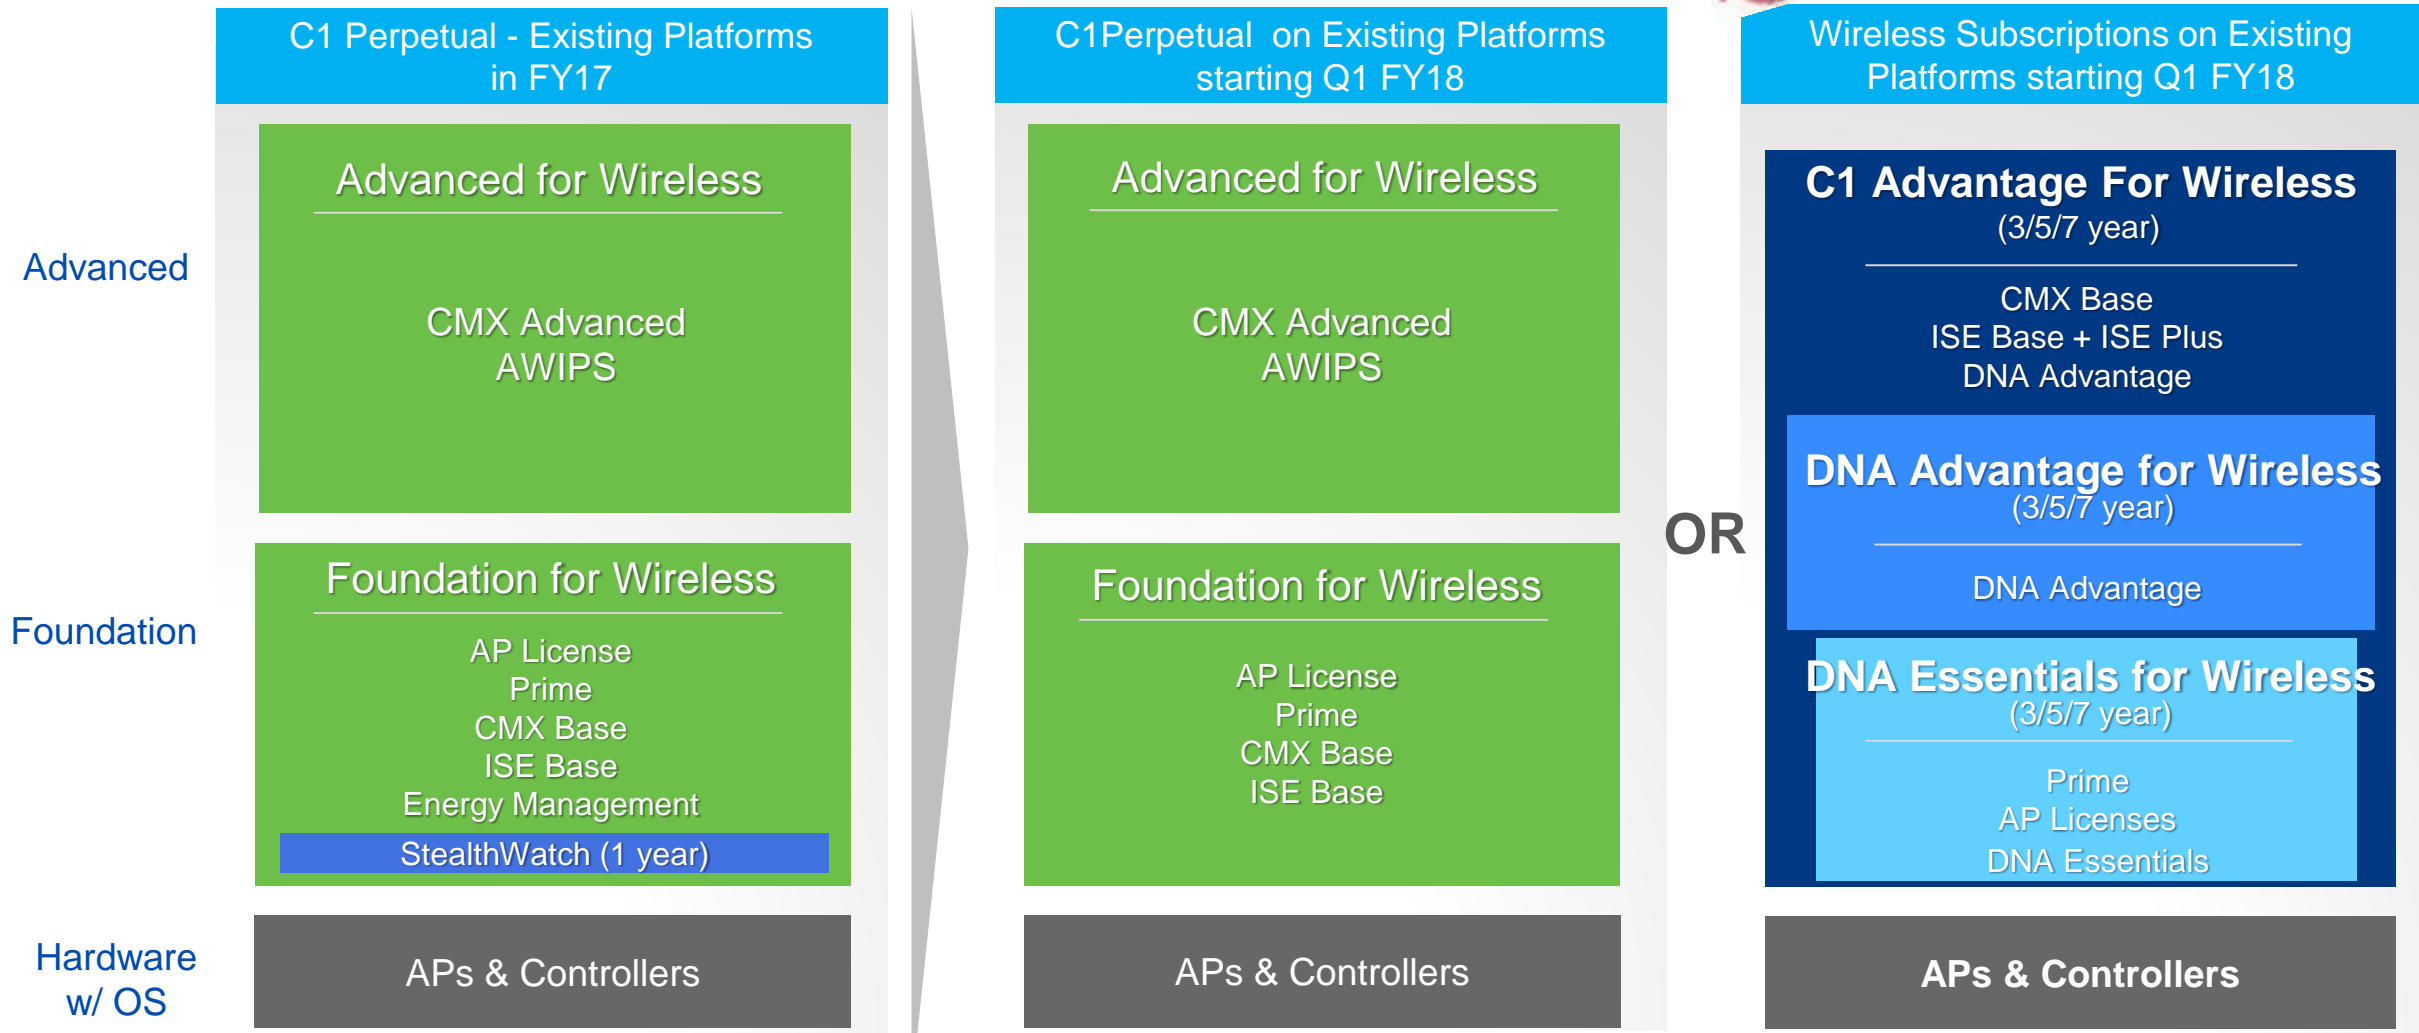 C1 Perpetual - Existing Platforms
in FY17
C1Perpetual on Existing Platforms
starting Q1 FY18
Wireless Subscriptions on Existing
Platforms starting Q1 FY18
Advanced
Advanced for Wireless
CMX Advanced
AWIPS
Advanced for Wireless
CMX Advanced
AWIPS
C1 Advantage For Wireless
(3/5/7 year)
CMX Base
ISE Base + ISE Plus
DNA Advantage
DNA Advantage for Wireless
(3/5/7 year)
DNA Advantage
OR
Foundation
Foundation for Wireless
AP License
Prime
CMX Base
ISE Base
Energy Management
StealthWatch (1 year)
Foundation for Wireless
AP License
Prime
CMX Base
ISE Base
DNA Essentials for Wireless
(3/5/7 year)
Prime
AP Licenses
DNA Essentials
Hardware
w/ OS
APs & Controllers
APs & Controllers
APs & Controllers